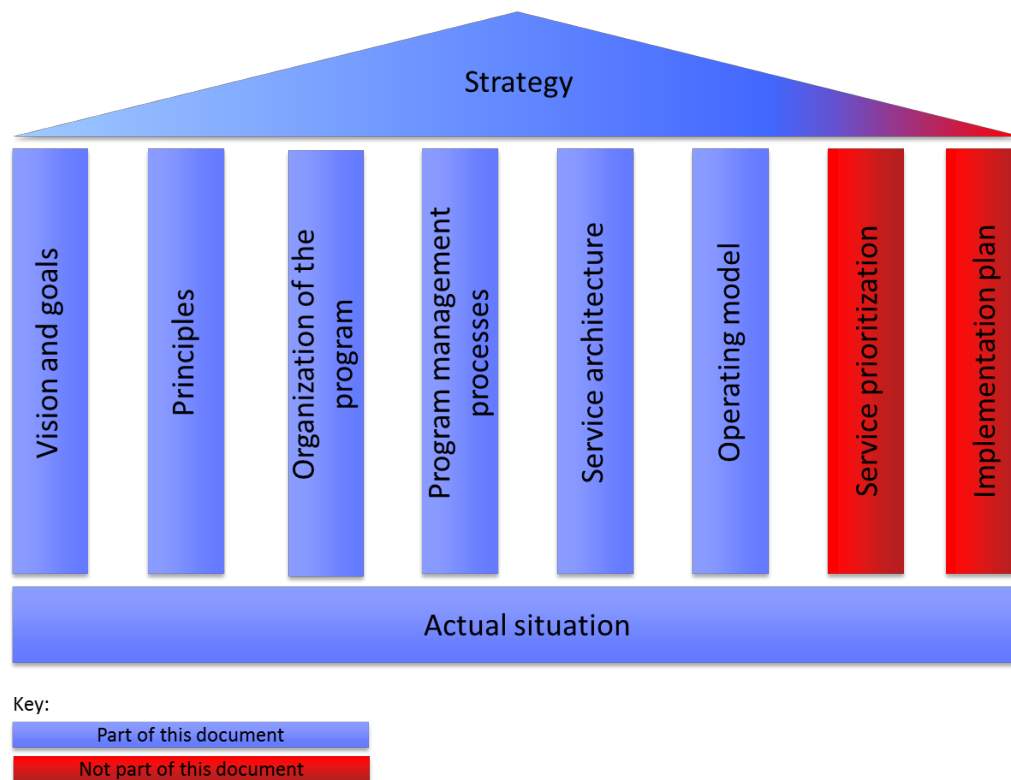 Strategy
Vision and goals
Principles
Organization of the
program
Program management
processes
Service architecture
Operating model
Service prioritization
Implementation plan
Actual situation
Key:
Part of this document
Not part of this document